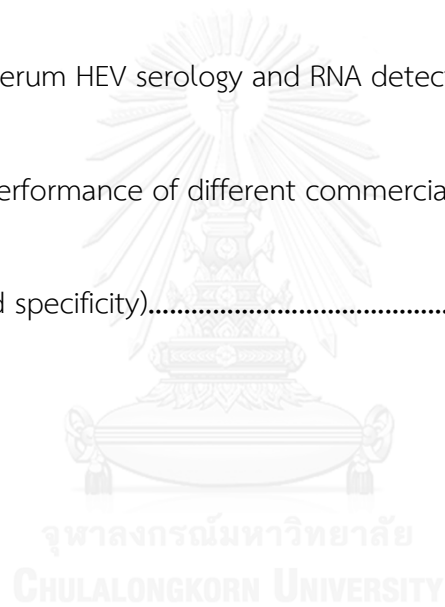 erum HEV serology and RNA detect
erformance of different commercia
d specificity)..........................................
จุฬาลงกรณ์มหาวิทยาลัย
CHULALONGKORN UNIVERSITY